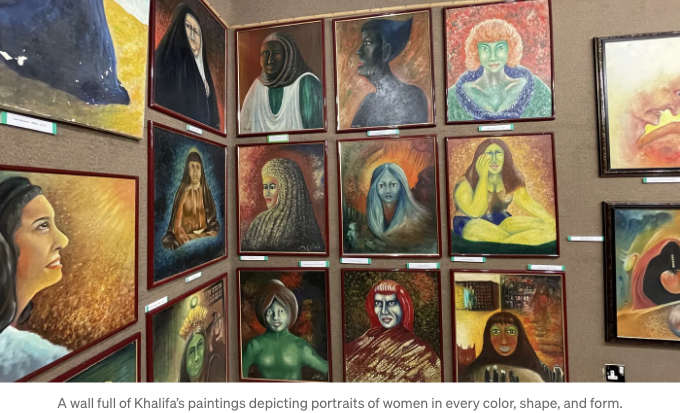 A wall full of Khalifa's paintings depicting portraits of women in every color, shape, and form.